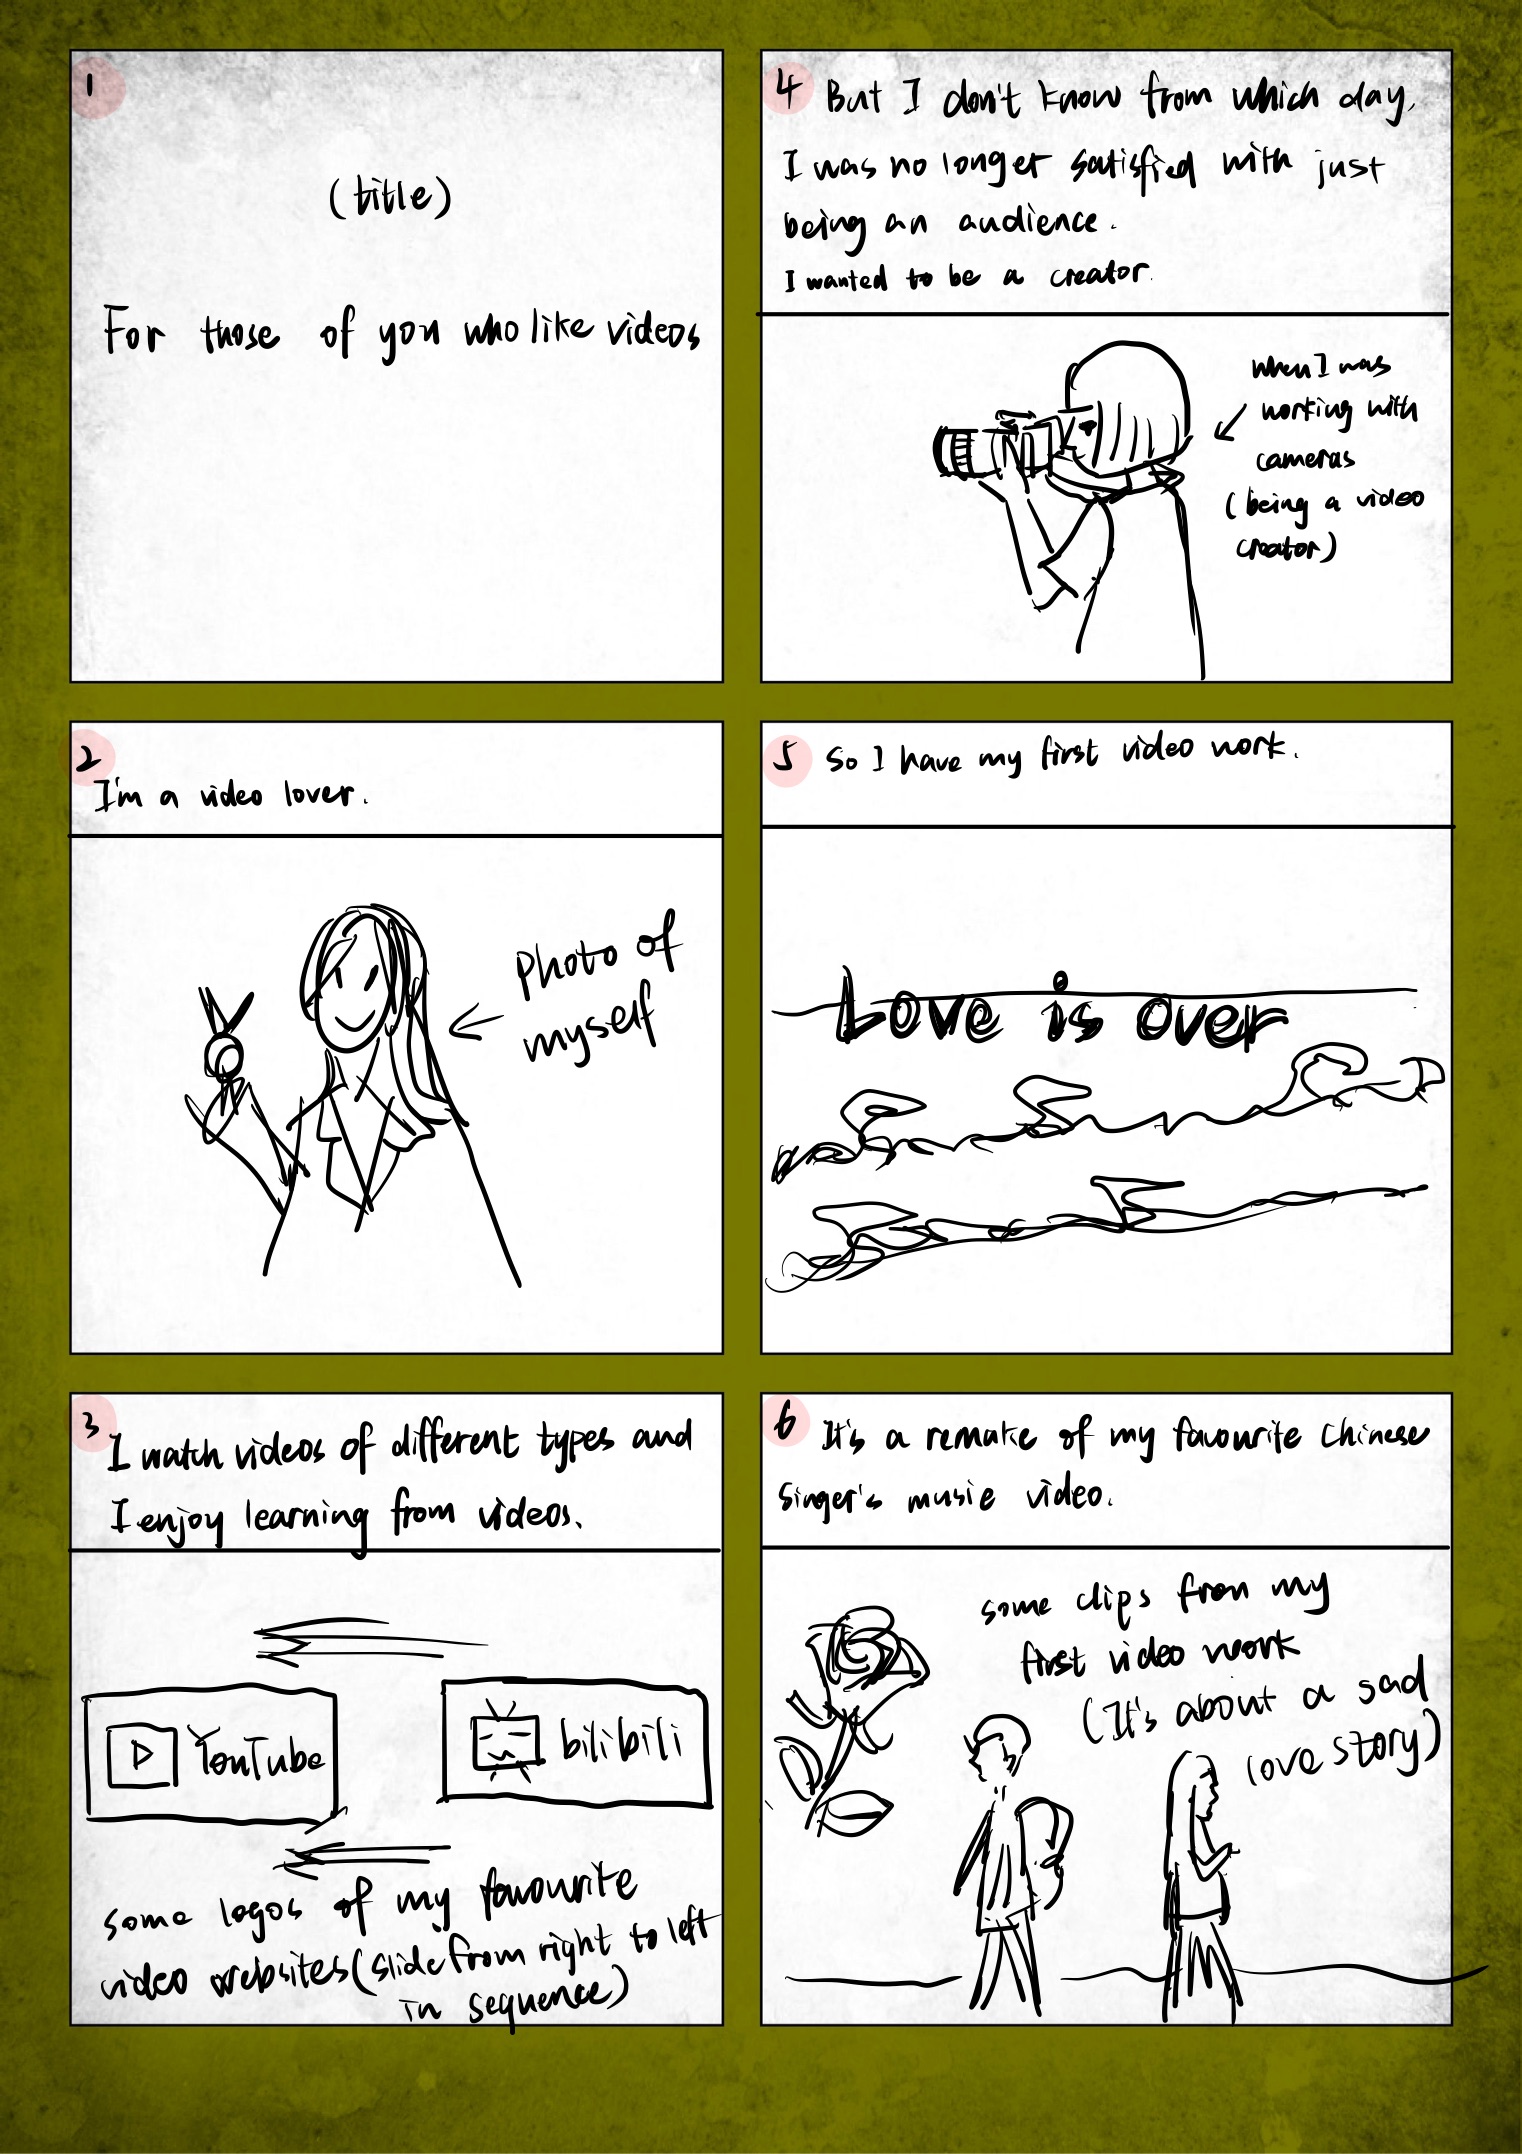 1
(title)
For those of you who like videos
2
I'm a video lover.
photo of
myself
3
I watch videos of different types and
I enjoy learning from videos.
YouTube
bilibili
some logos of my favourite
video websites (slide from right to left
in sequence)
4
But I don't know from which day,
I was no longer satisfied with just
being an audience.
I wanted to be a creator.
when I was
working with
cameras
(being a video
creator)
5
So I have my first video work.
Love is over
6
It's a remake of my favourite Chinese
singer's music video.
some clips from my
first video work
(It's about a sad
love story)